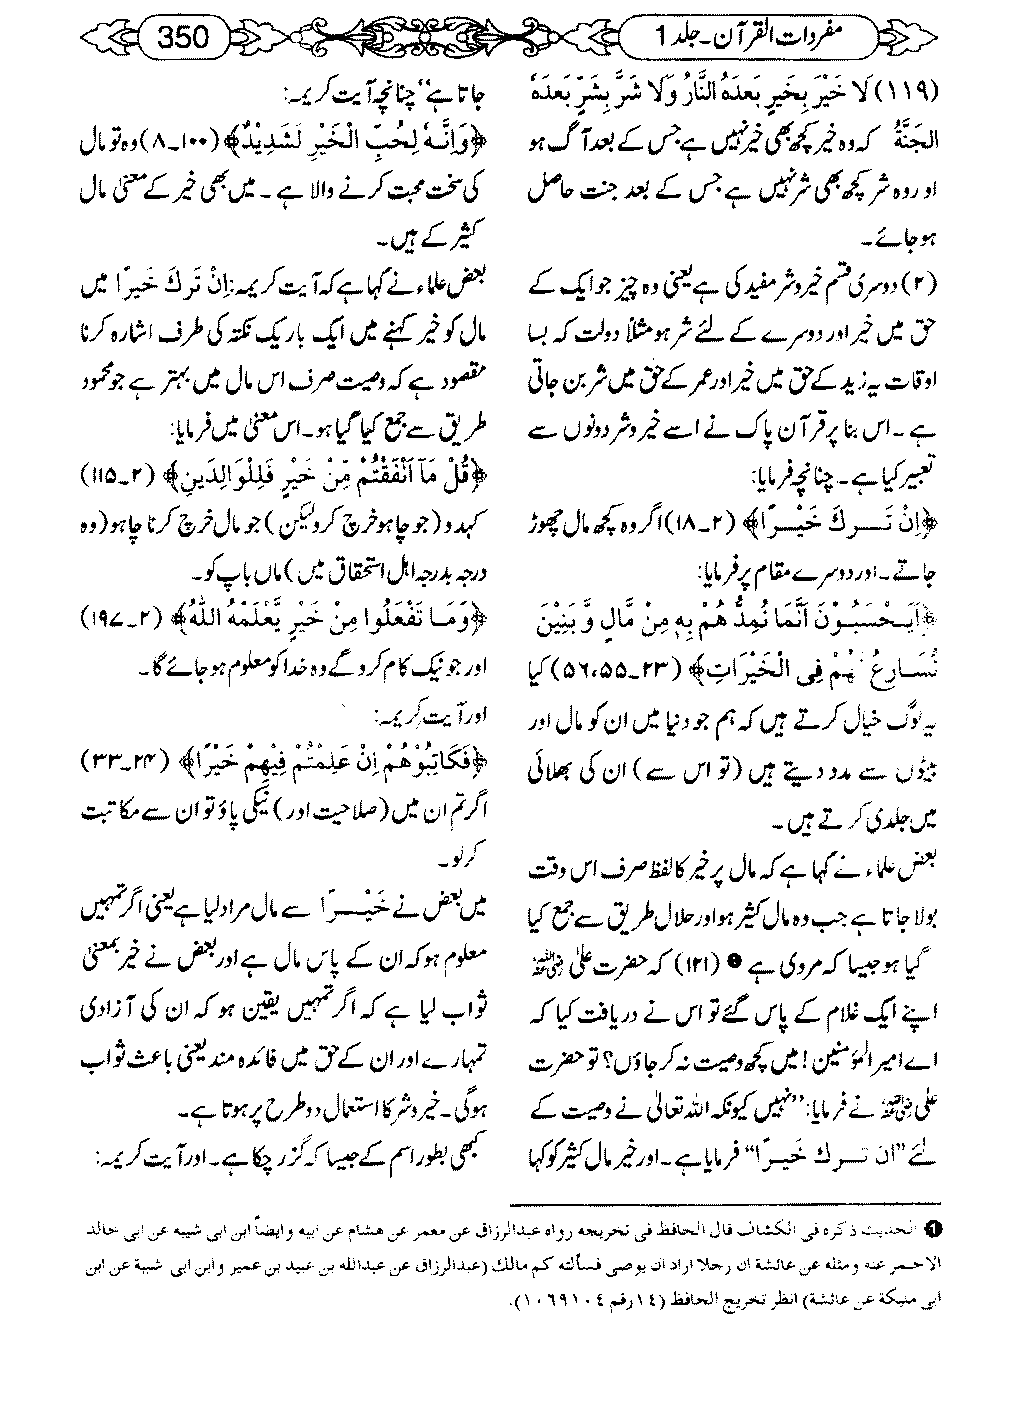 مفردات القرآن۔ جلد 1
350
(۱۱۹) لَا خَيْرَ بِخَيْرٍ بَعْدَهُ النَّارُ وَلَا شَرَّ بِشَرٍّ بَعْدَهُ
الجَنَّةُ کہ وہ خیر کچھ بھی خیر نہیں ہے جس کے بعد آگ ہو
اور وہ شر کچھ بھی شر نہیں ہے جس کے بعد جنت حاصل
ہو جائے۔
(۲) دوسری قسم خیر و شر مفید کی ہے یعنی وہ چیز جو ایک کے
حق میں خیر اور دوسرے کے لئے شر ہو مثلاً دولت کہ بسا
اوقات یہ زید کے حق میں خیر اور عمر کے حق میں شر بن جاتی
ہے۔ اس بنا پر قرآن پاک نے اسے خیر و شر دونوں سے
تعبیر کیا ہے۔ چنانچہ فرمایا:
﴿اِنْ تَرَكَ خَيْرًا﴾ (۲۔۱۸) اگر وہ کچھ مال چھوڑ
جائے۔ اور دوسرے مقام پر فرمایا:
﴿اَيَحْسَبُوْنَ اَنَّمَا نُمِدُّ هُمْ بِهٖ مِنْ مَّالٍ وَّ بَنِيْنَ
نُسَارِعُ لَهُمْ فِى الْخَيْرَاتِ﴾ (۲۳۔۵۵،۵۶) کیا
یہ لوگ خیال کرتے ہیں کہ ہم جو دنیا میں ان کو مال اور
بیٹوں سے مدد دیتے ہیں (تو اس سے) ان کی بھلائی
میں جلدی کرتے ہیں۔
بعض علماء نے کہا ہے کہ مال پر خیر کا لفظ صرف اس وقت
بولا جاتا ہے جب وہ مال کثیر ہو اور حلال طریق سے جمع کیا
گیا ہو جیسا کہ مروی ہے ❶ (۱۲۱) کہ حضرت علی رضی اللہ عنہ
اپنے ایک غلام کے پاس گئے تو اس نے دریافت کیا کہ
اے امیر المؤمنین! میں کچھ وصیت نہ کر جاؤں؟ تو حضرت
علی رضی اللہ عنہ نے فرمایا: ’’نہیں کیونکہ اللہ تعالیٰ نے وصیت کے
لئے ”ان تَرَكَ خَيْرًا“ فرمایا ہے۔ اور خیر مال کثیر کو کہا
جاتا ہے‘‘ چنانچہ آیت کریمہ:
﴿وَاِنَّهٗ لِحُبِّ الْخَيْرِ لَشَدِيْدٌ﴾ (۱۰۰۔۸) وہ تو مال
کی سخت محبت کرنے والا ہے۔ میں بھی خیر کے معنی مال
کثیر کے ہیں۔
بعض علماء نے کہا ہے کہ آیت کریمہ: اِنْ تَرَكَ خَيْرًا میں
مال کو خیر کہنے میں ایک باریک نکتہ کی طرف اشارہ کرنا
مقصود ہے کہ وصیت صرف اس مال میں بہتر ہے جو محمود
طریق سے جمع کیا گیا ہو۔ اس معنی میں فرمایا:
﴿قُلْ مَآ اَنْفَقْتُمْ مِّنْ خَيْرٍ فَلِلْوَالِدَيْنِ﴾ (۲۔۱۱۵)
کہدو (جو چاہو خرچ کرو لیکن) جو مال خرچ کرنا چاہو (وہ
درجہ بدرجہ اہل استحقاق میں) ماں باپ کو۔
﴿وَمَا تَفْعَلُوا مِنْ خَيْرٍ يَّعْلَمْهُ اللّٰهُ﴾ (۲۔۱۹۷)
اور جو نیک کام کرو گے وہ خدا کو معلوم ہو جائے گا۔
اور آیت کریمہ:
﴿فَكَاتِبُوْهُمْ اِنْ عَلِمْتُمْ فِيْهِمْ خَيْرًا﴾ (۲۴۔۳۳)
اگر تم ان میں (صلاحیت اور) نیکی پاؤ تو ان سے مکاتبت
کرلو۔
میں بعض نے خَيْرًا سے مال مراد لیا ہے یعنی اگر تمہیں
معلوم ہو کہ ان کے پاس مال ہے اور بعض نے خیر بمعنی
ثواب لیا ہے کہ اگر تمہیں یقین ہو کہ ان کی آزادی
تمہارے اور ان کے حق میں فائدہ مند یعنی باعث ثواب
ہوگی۔ خیر و شر کا استعمال دو طرح پر ہوتا ہے۔
کبھی بطور اسم کے جیسا کہ گزر چکا ہے۔ اور آیت کریمہ:
❶ الحديث ذكره فى الكشاف قال الحافظ فى تخريجه رواه عبدالرزاق عن معمر عن هشام عن ابيه وايضاً ابن ابى شيبه عن ابى خالد
الاحمر عنه ومثله عن عائشة ان رجلا اراد ان يوصى فسألته كم مالك (عبدالرزاق عن عبدالله بن عبيد بن عمير وابن ابى شيبة عن ابن
ابى مليكة عن عائشة) انظر تخريج الحافظ (١٤ رقم ١٠٤-١٠٦٩).